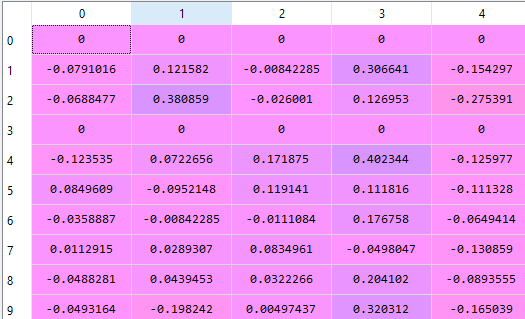 0 1 2 3 4
0 0 0 0 0 0
1 -0.0791016 0.121582 -0.00842285 0.306641 -0.154297
2 -0.0688477 0.380859 -0.026001 0.126953 -0.275391
3 0 0 0 0 0
4 -0.123535 0.0722656 0.171875 0.402344 -0.125977
5 0.0849609 -0.0952148 0.119141 0.111816 -0.111328
6 -0.0358887 -0.00842285 -0.0111084 0.176758 -0.0649414
7 0.0112915 0.0289307 0.0834961 -0.0498047 -0.130859
8 -0.0488281 0.0439453 0.0322266 0.204102 -0.0893555
9 -0.0493164 -0.198242 0.00497437 0.320312 -0.165039